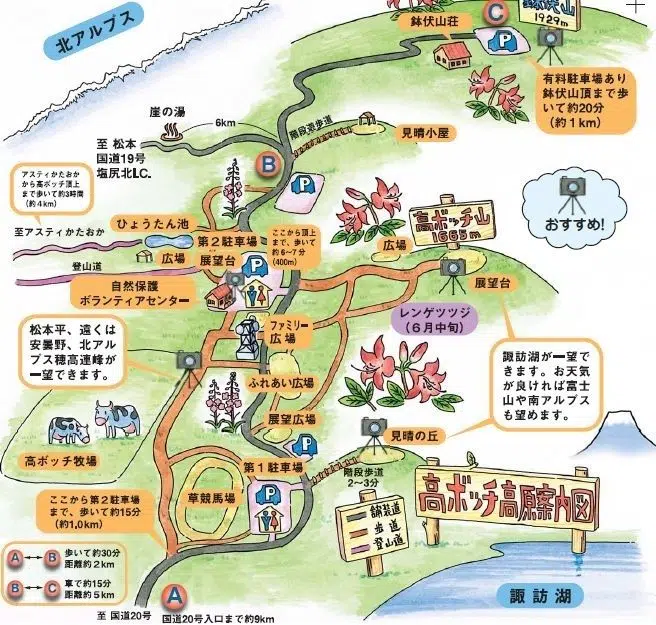 北アルプス
鉢伏山荘
C
鉢伏山
1929m
P
有料駐車場あり
鉢伏山頂まで歩
いて約20分
(約1km)
崖の湯
6km
階段遊歩道
見晴小屋
至 松本
国道19号
塩尻北I.C.
B
P
アスティかたおか
から高ボッチ頂上
まで歩いて約3時間
(約4km)
至アスティかたおか
ひょうたん池
第2駐車場
広場
展望台
P
登山道
ここから頂上
まで、歩いて
約6~7分
(400m)
広場
高ボッチ山
1665m
おすすめ!
展望台
自然保護
ボランティアセンター
レンゲツツジ
(6月中旬)
ファミリー
広場
松本平、遠くは
安曇野、北アル
プス穂高連峰が
一望できます。
ふれあい広場
諏訪湖が一望で
きます。お天気
が良ければ富士
山や南アルプス
も望めます。
展望広場
P
見晴の丘
高ボッチ牧場
第1駐車場
階段歩道
2~3分
P
草競馬場
ここから第2駐車場
まで、歩いて約15分
(約1.0km)
高ボッチ高原案内図
舗装道
歩道
登山道
A ↔ B 歩いて約30分
距離約2km
B ↔ C 車で約15分
距離約5km
A
至 国道20号
国道20号入口まで約9km
諏訪湖